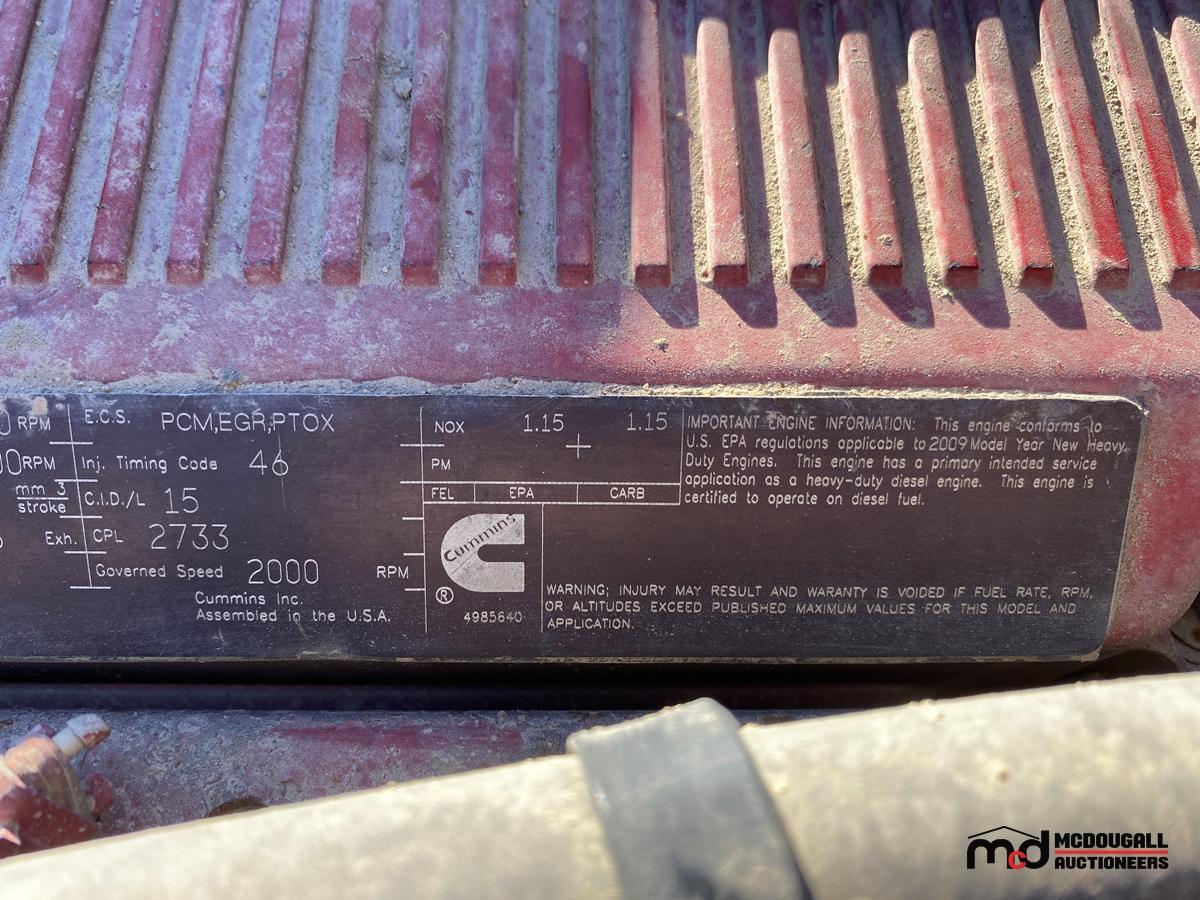 RPM
RPM
mm 3
stroke
Exh.
E.C.S. PCM,EGR,PTOX
Inj. Timing Code 46
C.I.D./L 15
CPL 2733
Governed Speed 2000 RPM
Cummins Inc.
Assembled in the U.S.A.
NOX 1.15 1.15
PM
FEL EPA CARB
Cummins
®
4985640
IMPORTANT ENGINE INFORMATION: This engine conforms to
U.S. EPA regulations applicable to 2009 Model Year New Heavy
Duty Engines. This engine has a primary intended service
application as a heavy-duty diesel engine. This engine is
certified to operate on diesel fuel.
WARNING; INJURY MAY RESULT AND WARANTY IS VOIDED IF FUEL RATE, RPM,
OR ALTITUDES EXCEED PUBLISHED MAXIMUM VALUES FOR THIS MODEL AND
APPLICATION.
mcd MCDOUGALL
AUCTIONEERS